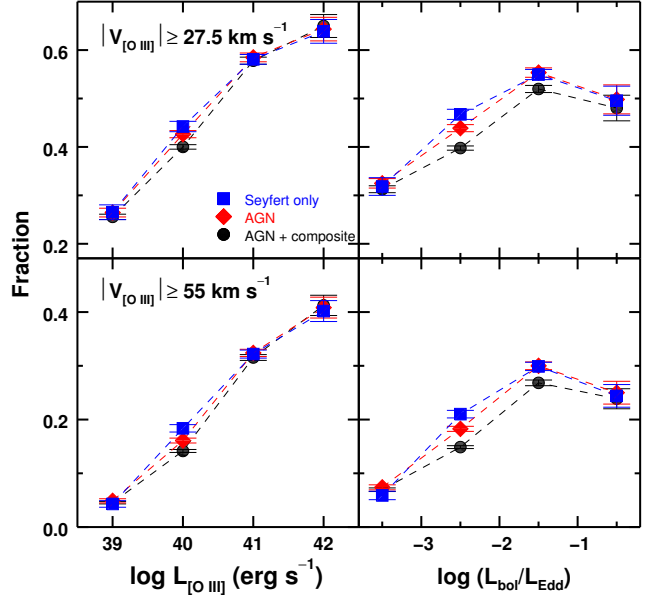 |V[O III]| ≥ 27.5 km s⁻¹
0.6
0.4
0.2
Seyfert only
AGN
AGN + composite
Fraction
|V[O III]| ≥ 55 km s⁻¹
0.4
0.2
0.0
39 40 41 42
−3 −2 −1
log L[O III] (erg s⁻¹)
log (Lbol/LEdd)